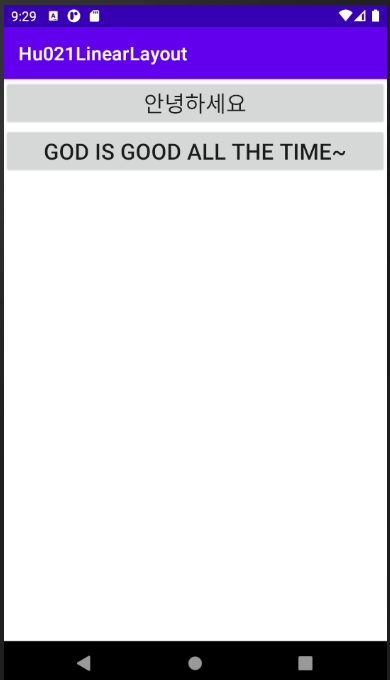 9:29
Hu021LinearLayout
안녕하세요
GOD IS GOOD ALL THE TIME~